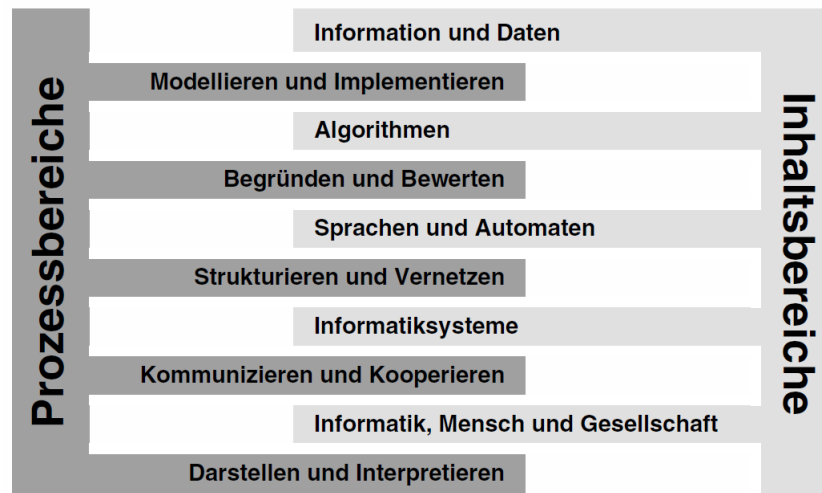 Prozessbereiche
Information und Daten
Modellieren und Implementieren
Algorithmen
Begründen und Bewerten
Sprachen und Automaten
Strukturieren und Vernetzen
Informatiksysteme
Kommunizieren und Kooperieren
Informatik, Mensch und Gesellschaft
Darstellen und Interpretieren
Inhaltsbereiche